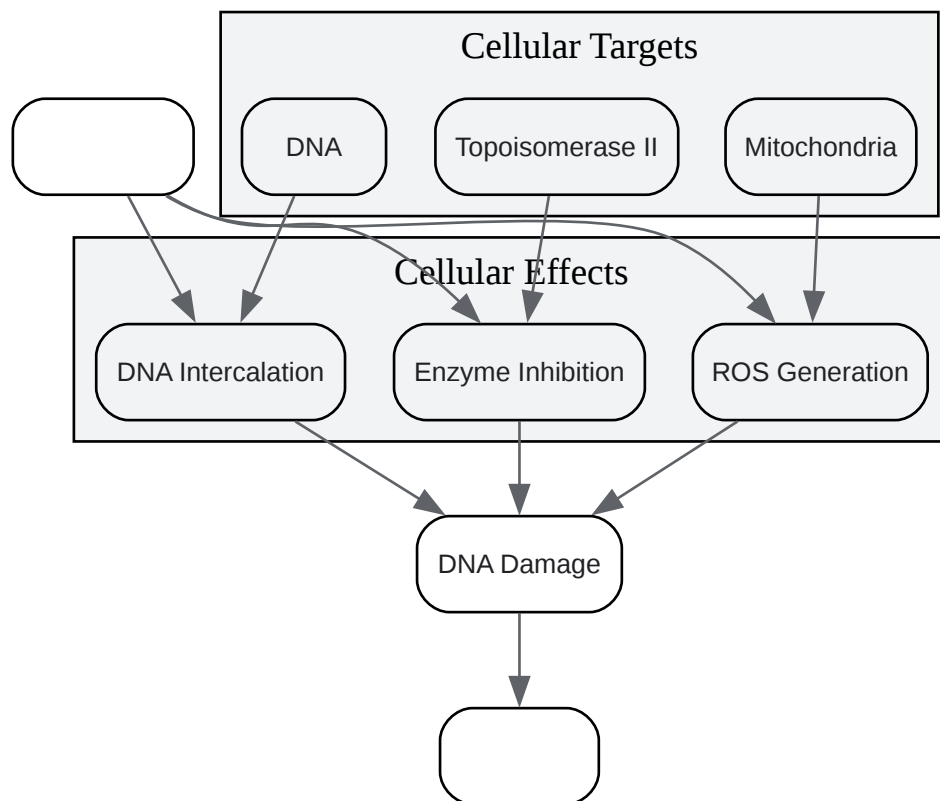 Cellular Targets
DNA
Topoisomerase II
Mitochondria
Cellular Effects
DNA Intercalation
Enzyme Inhibition
ROS Generation
DNA Damage